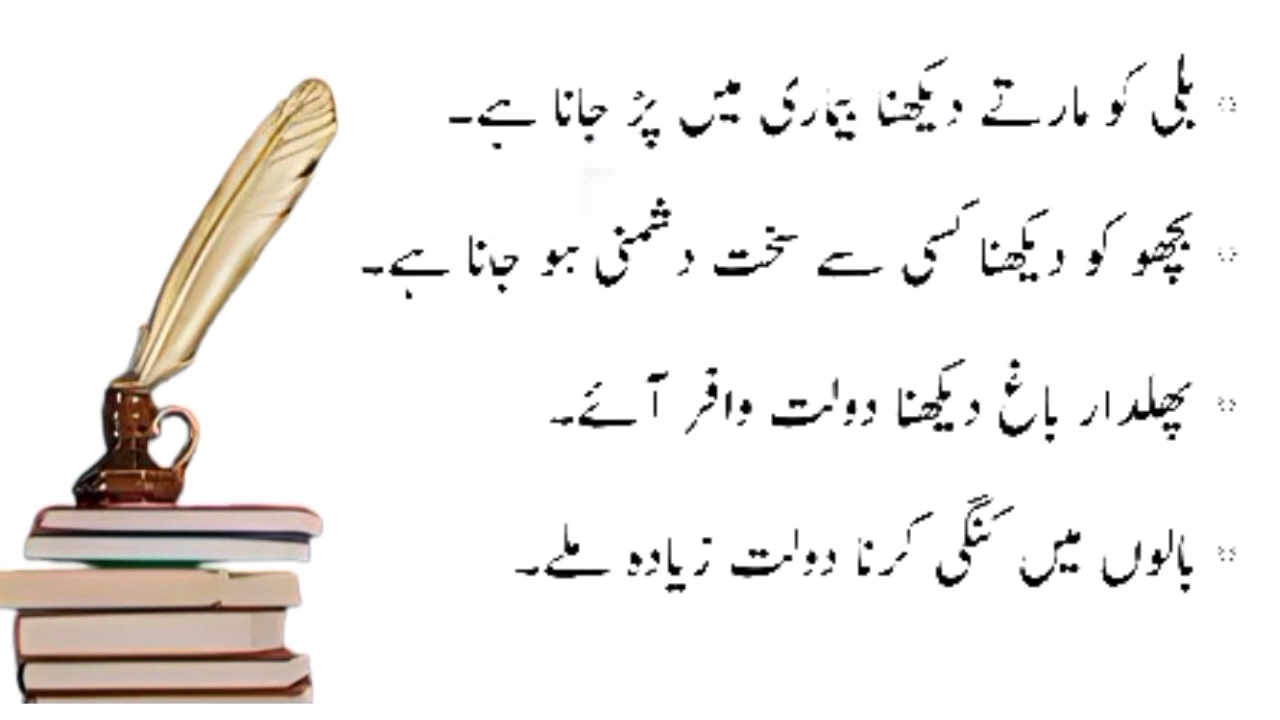 بلی کو مارتے دیکھنا بیماری میں پڑ جانا ہے۔
بچھو کو دیکھنا کسی سے سخت دشمنی ہو جانا ہے۔
پھلدار باغ دیکھنا دولت وافر آئے۔
بالوں میں کنگی کرنا دولت زیادہ ملے۔